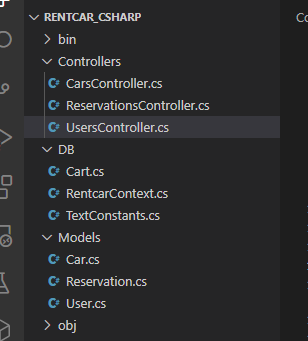 RENTCAR_CSHARP
bin
Controllers
C# CarsController.cs
C# ReservationsController.cs
C# UsersController.cs
DB
C# Cart.cs
C# RentcarContext.cs
C# TextConstants.cs
Models
C# Car.cs
C# Reservation.cs
C# User.cs
obj